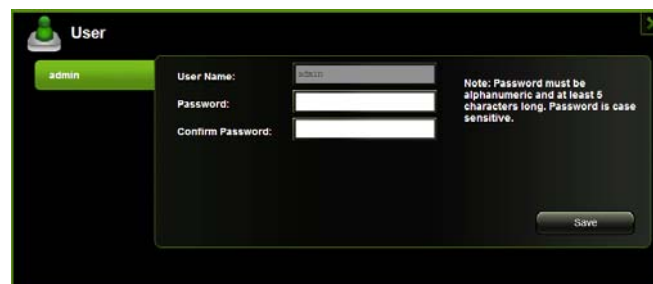 User
admin
User Name:
admin
Password:
Confirm Password:
Note: Password must be
alphanumeric and at least 5
characters long. Password is case
sensitive.
Save